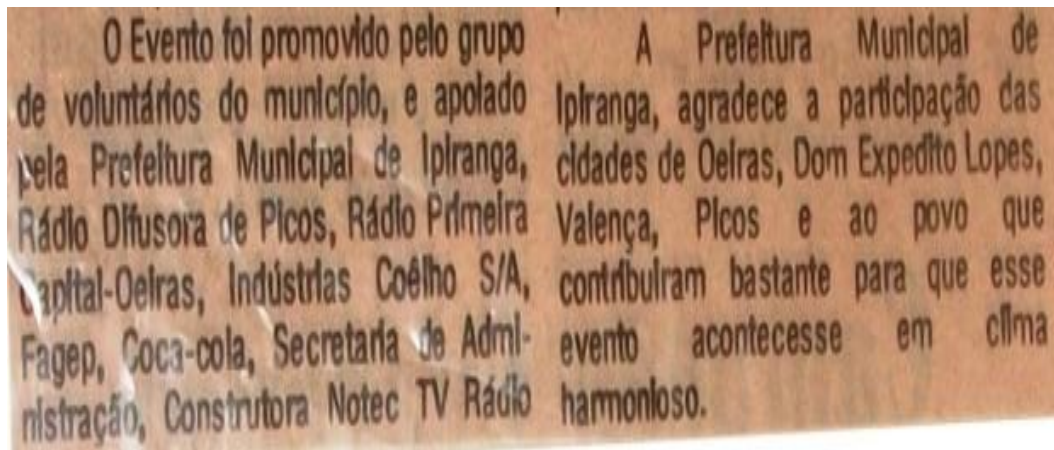 O Evento foi promovido pelo grupo
de voluntários do município, e apoiado
pela Prefeitura Municipal de Ipiranga,
Rádio Difusora de Picos, Rádio Primeira
Capital-Oeiras, Indústrias Coêlho S/A,
Fagep, Coca-cola, Secretaria de Admi-
nistração, Construtora Notec TV Rádio
A Prefeitura Municipal de
Ipiranga, agradece a participação das
cidades de Oeiras, Dom Expedito Lopes,
Valença, Picos e ao povo que
contribuiram bastante para que esse
evento acontecesse em clima
harmonioso.